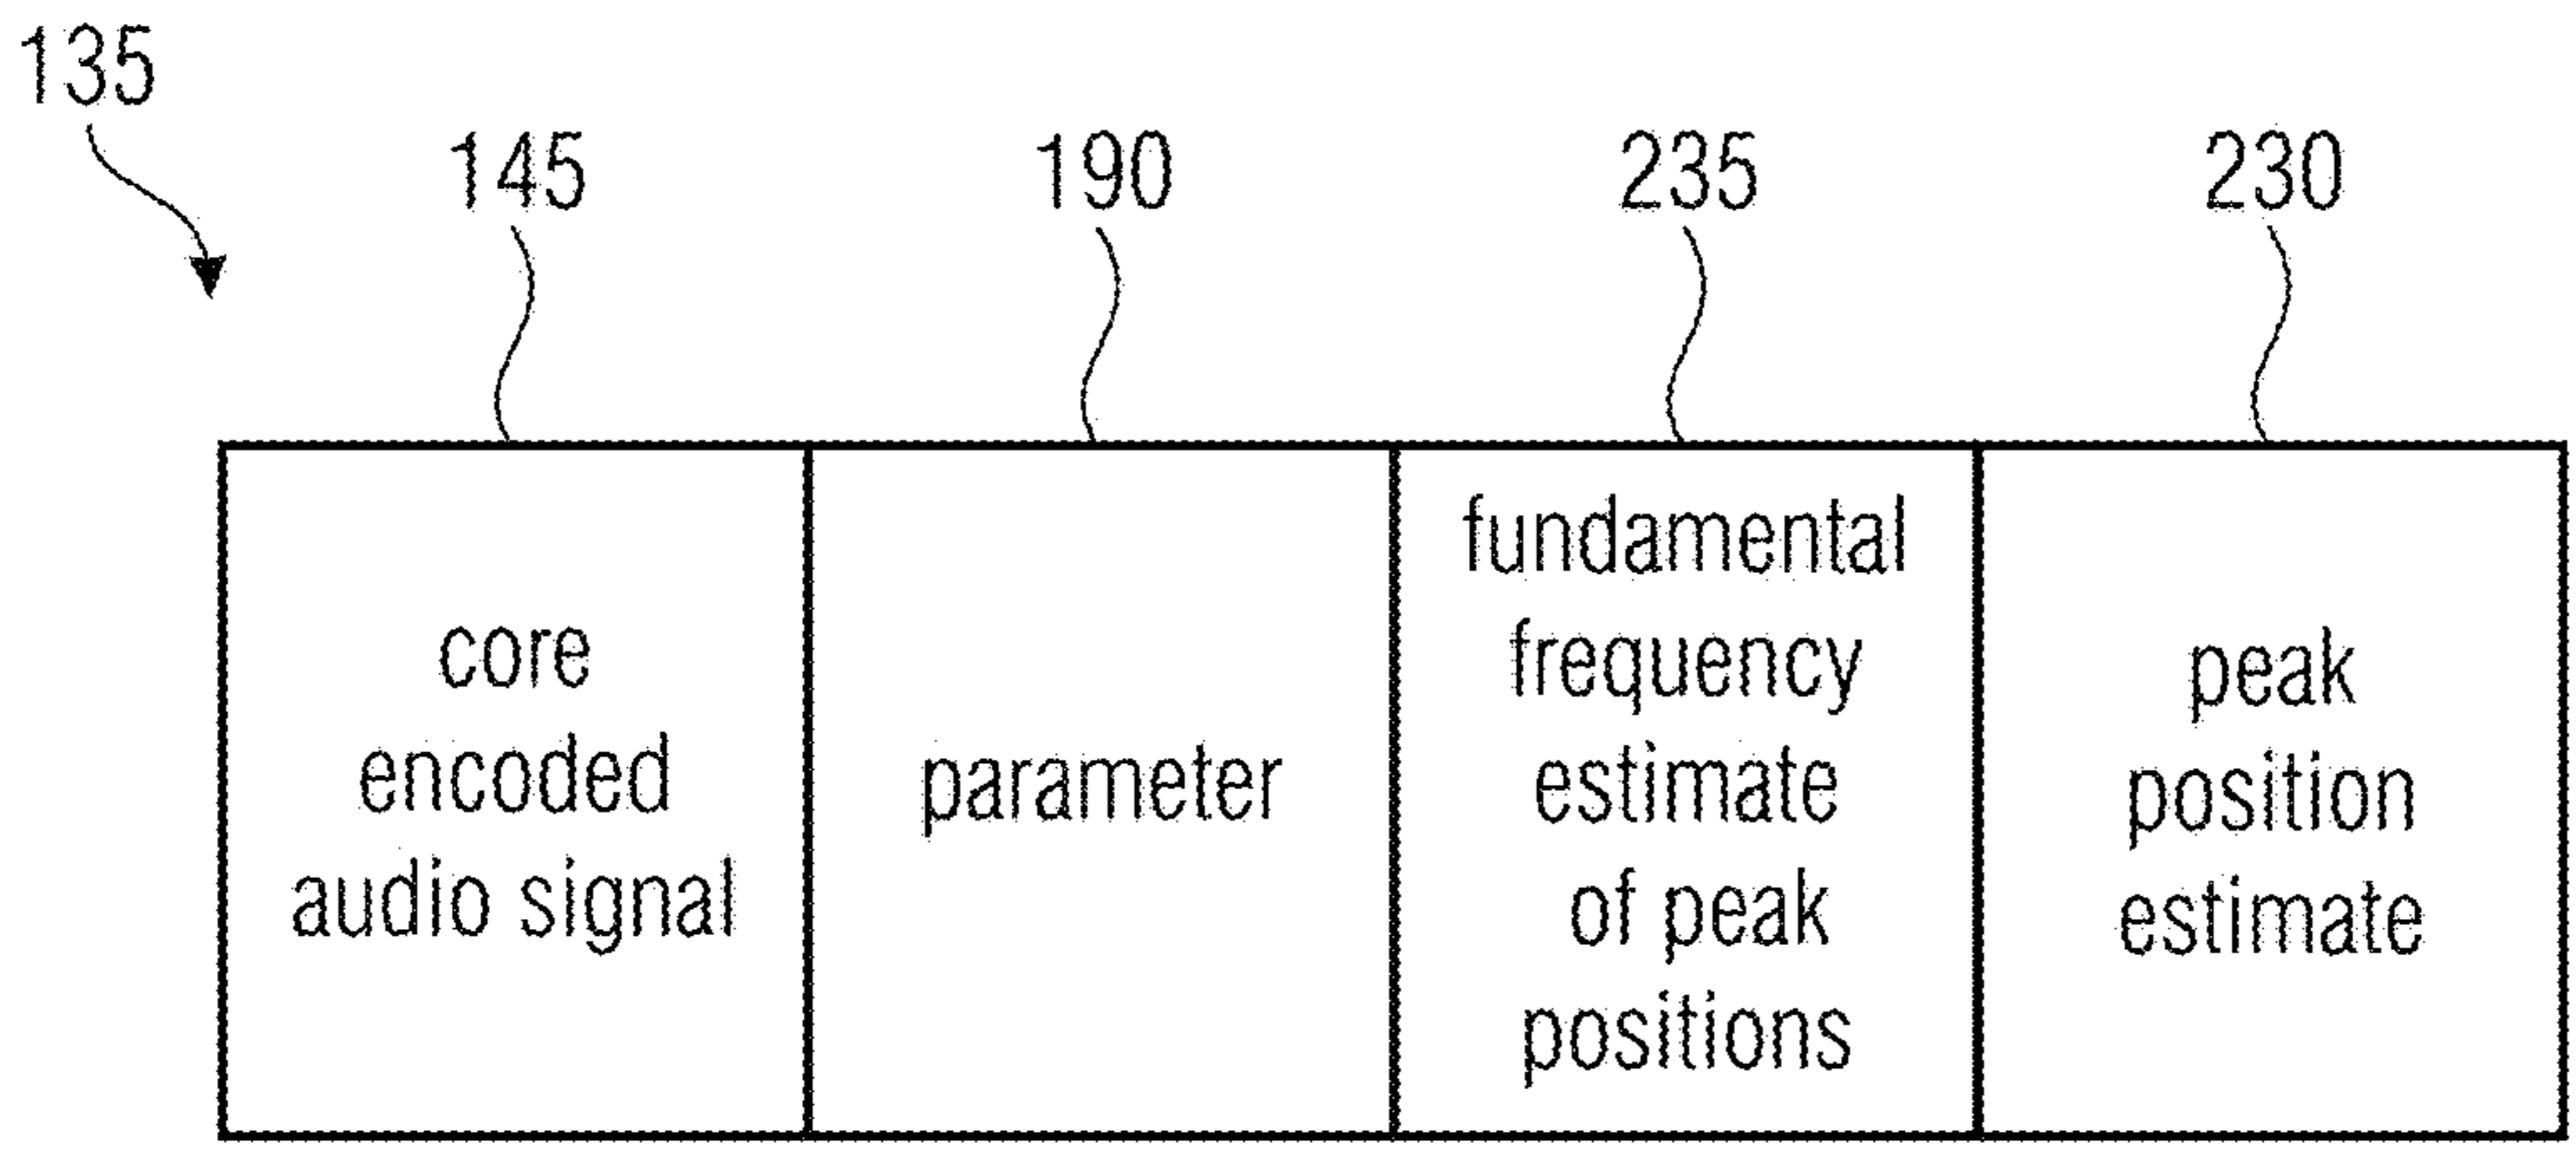 135
145
190
235
230
core
encoded
audio signal
parameter
fundamental
frequency
estimate
of peak
positions
peak
position
estimate